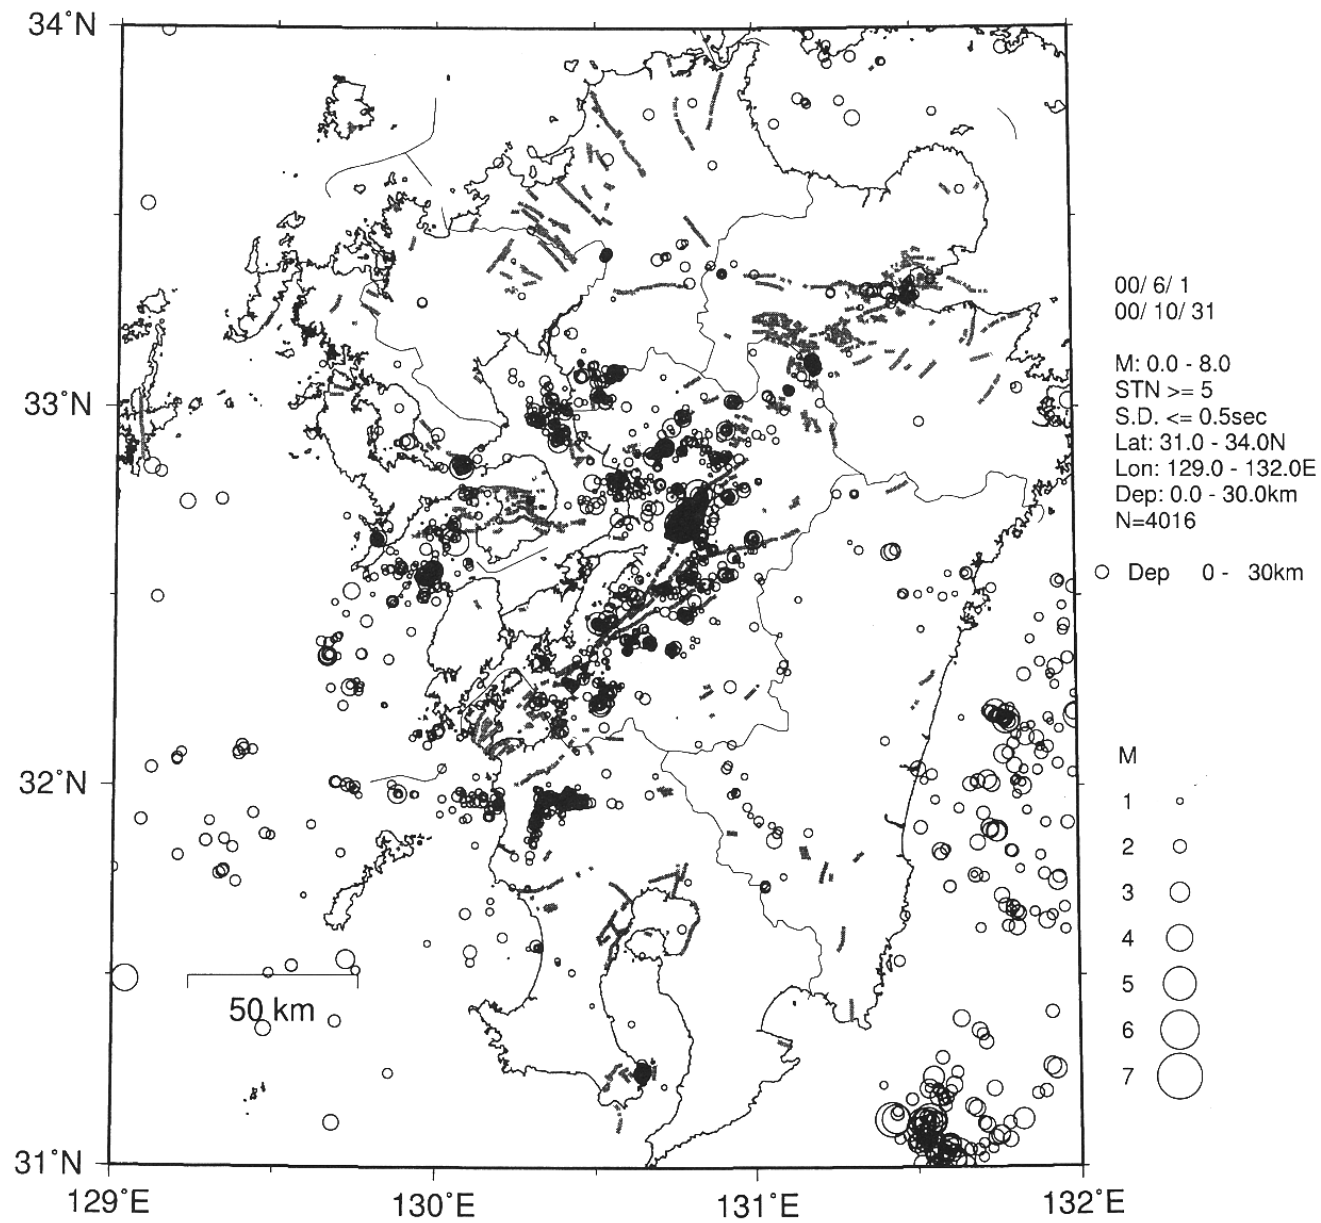 34°N
33°N
32°N
31°N
129°E
130°E
131°E
132°E
50 km
00/ 6/ 1
00/ 10/ 31
M: 0.0 - 8.0
STN >= 5
S.D. <= 0.5sec
Lat: 31.0 - 34.0N
Lon: 129.0 - 132.0E
Dep: 0.0 - 30.0km
N=4016
Dep 0 - 30km
M
1
2
3
4
5
6
7